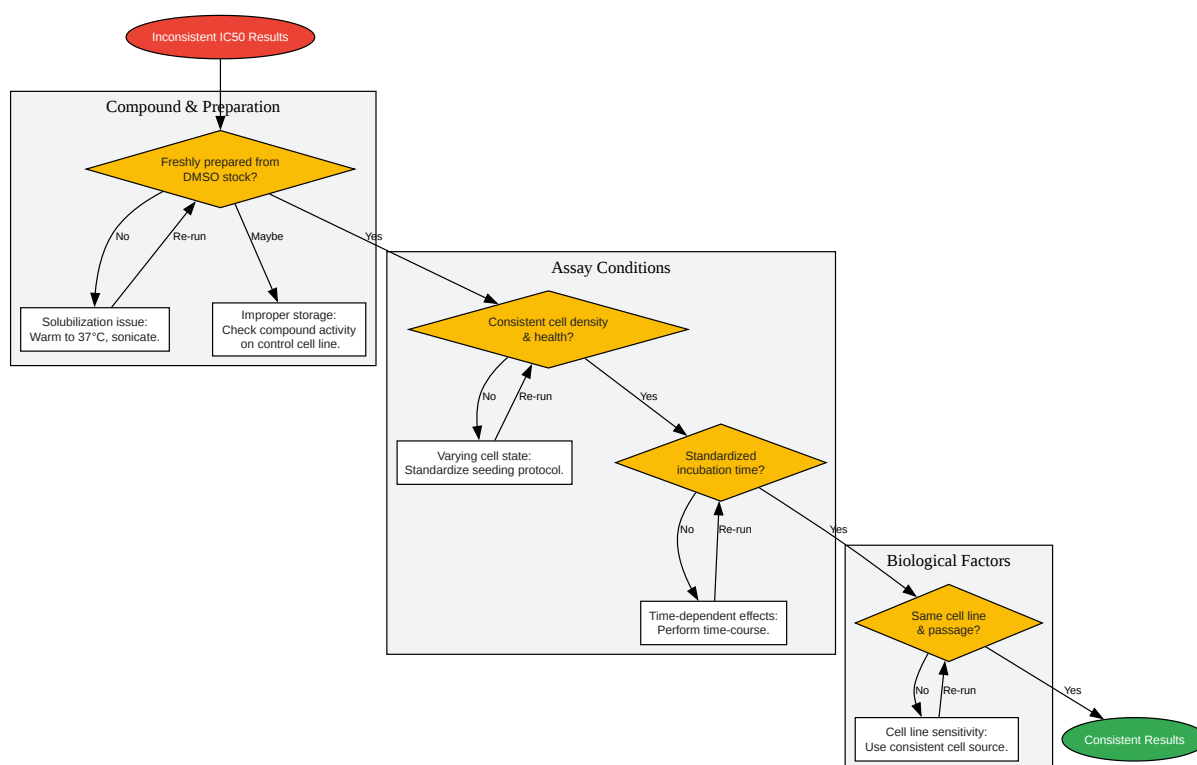 Inconsistent IC50 Results
Compound & Preparation
Freshly prepared from
DMSO stock?
No
Re-run
Maybe
Yes
Solubilization issue:
Warm to 37°C, sonicate.
Improper storage:
Check compound activity
on control cell line.
Assay Conditions
Consistent cell density
& health?
No
Re-run
Yes
Varying cell state:
Standardize seeding protocol.
Standardized
incubation time?
No
Re-run
Yes
Time-dependent effects:
Perform time-course.
Biological Factors
Same cell line
& passage?
No
Re-run
Yes
Cell line sensitivity:
Use consistent cell source.
Consistent Results